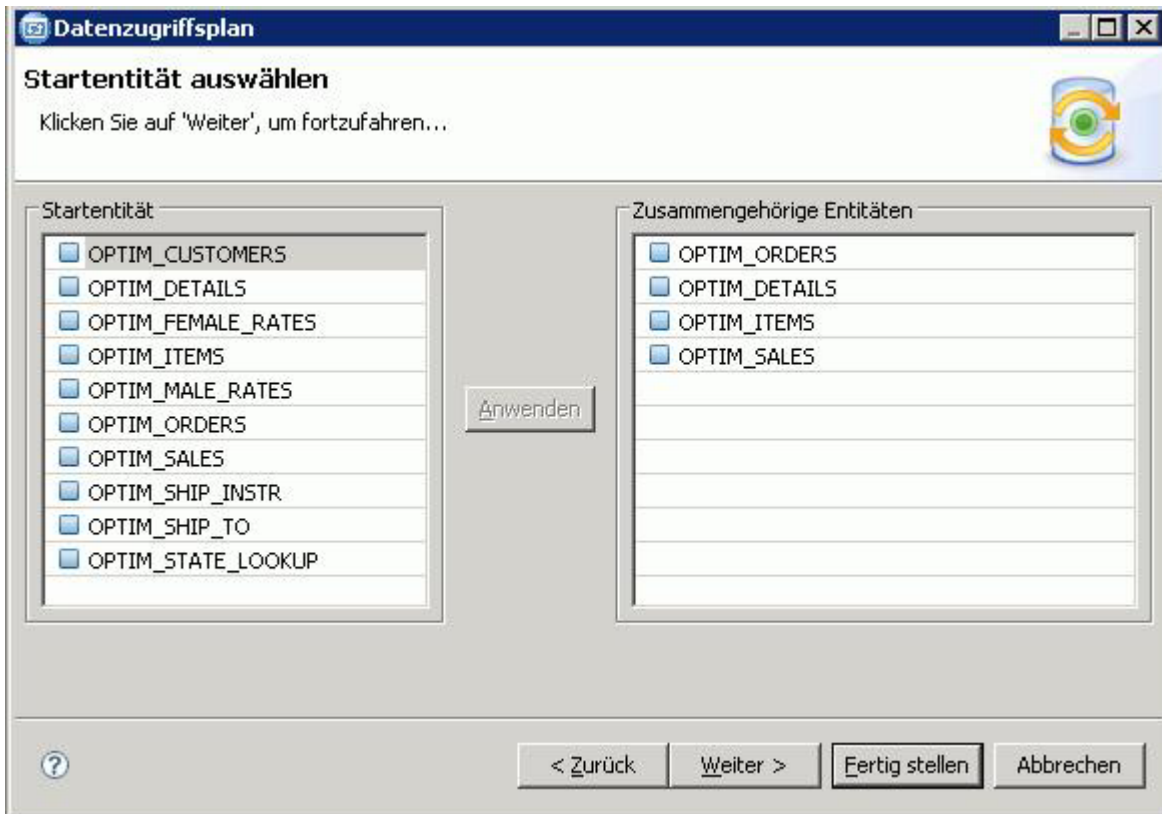 Datenzugriffsplan
Startentität auswählen
Klicken Sie auf 'Weiter', um fortzufahren...
Startentität
OPTIM_CUSTOMERS
OPTIM_DETAILS
OPTIM_FEMALE_RATES
OPTIM_ITEMS
OPTIM_MALE_RATES
OPTIM_ORDERS
OPTIM_SALES
OPTIM_SHIP_INSTR
OPTIM_SHIP_TO
OPTIM_STATE_LOOKUP
Anwenden
Zusammengehörige Entitäten
OPTIM_ORDERS
OPTIM_DETAILS
OPTIM_ITEMS
OPTIM_SALES
?
< Zurück
Weiter >
Fertig stellen
Abbrechen